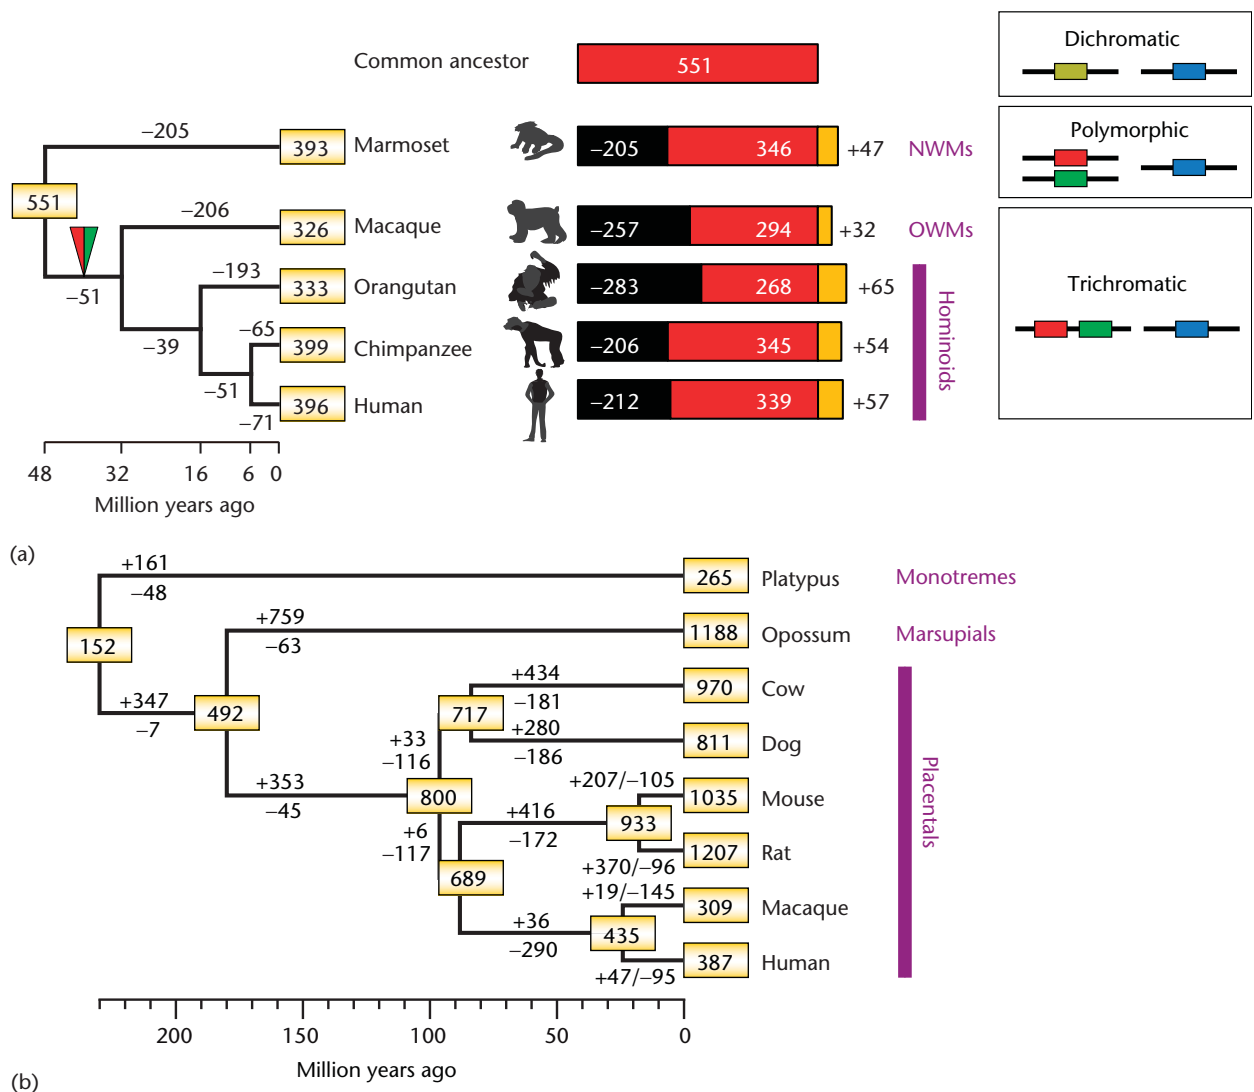 Common ancestor
551
Dichromatic
−205
393
Marmoset
−205
346
+47
NWMs
Polymorphic
551
−206
326
Macaque
−257
294
+32
OWMs
−51
−193
333
Orangutan
−283
268
+65
Hominoids
Trichromatic
−39
−65
399
Chimpanzee
−206
345
+54
−51
396
Human
−71
−212
339
+57
48 32 16 6 0
Million years ago
(a)
+161
−48
265
Platypus
Monotremes
152
+759
−63
1188
Opossum
Marsupials
+347
−7
492
+434
−181
970
Cow
717
+280
−186
811
Dog
+33
−116
+353
−45
800
+207/−105
1035
Mouse
+416
−172
933
+6
−117
+370/−96
1207
Rat
Placentals
689
+19/−145
309
Macaque
+36
−290
435
+47/−95
387
Human
200 150 100 50 0
Million years ago
(b)